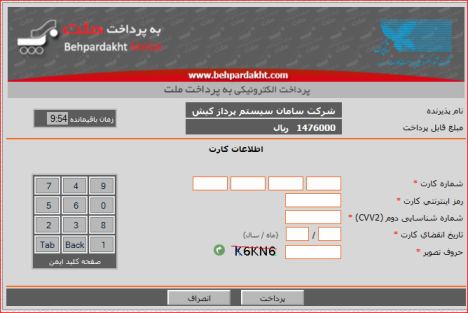 به پرداخت ملت
Behpardakht Mellat
www.behpardakht.com
پرداخت الکترونیکی به پرداخت ملت
زمان باقیمانده 9:54
نام پذیرنده شرکت سامان سیستم پرداز کیش
مبلغ قابل پرداخت 1476000 ریال
اطلاعات کارت
شماره کارت *
رمز اینترنتی کارت *
شماره شناسایی دوم (CVV2) *
تاریخ انقضای کارت * / (ماه / سال)
حروف تصویر * K6KN6
7 4 9
5 6 0
2 3 8
Tab Back 1
صفحه کلید ایمن
پرداخت انصراف